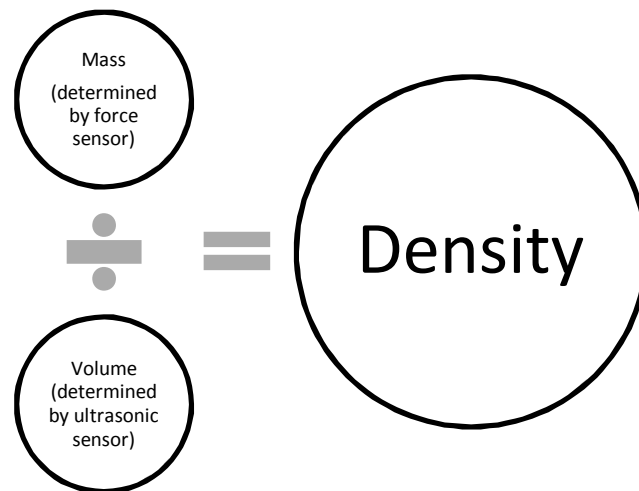 Mass
(determined
by force
sensor)
÷
=
Density
Volume
(determined
by ultrasonic
sensor)